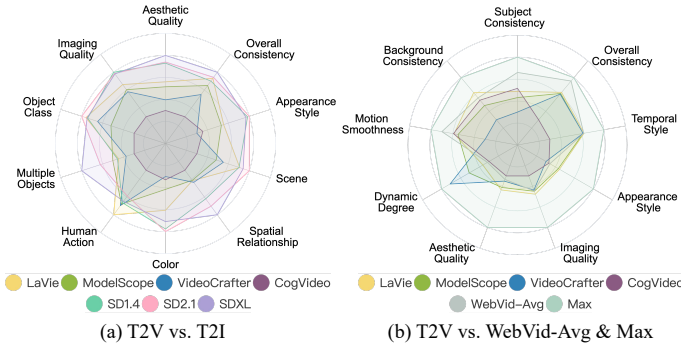 Aesthetic
Quality
Overall
Consistency
Appearance
Style
Scene
Spatial
Relationship
Color
Human
Action
Multiple
Objects
Object
Class
Imaging
Quality
LaVie ModelScope VideoCrafter CogVideo
SD1.4 SD2.1 SDXL
(a) T2V vs. T2I
Subject
Consistency
Overall
Consistency
Temporal
Style
Appearance
Style
Imaging
Quality
Aesthetic
Quality
Dynamic
Degree
Motion
Smoothness
Background
Consistency
LaVie ModelScope VideoCrafter CogVideo
WebVid-Avg Max
(b) T2V vs. WebVid-Avg & Max